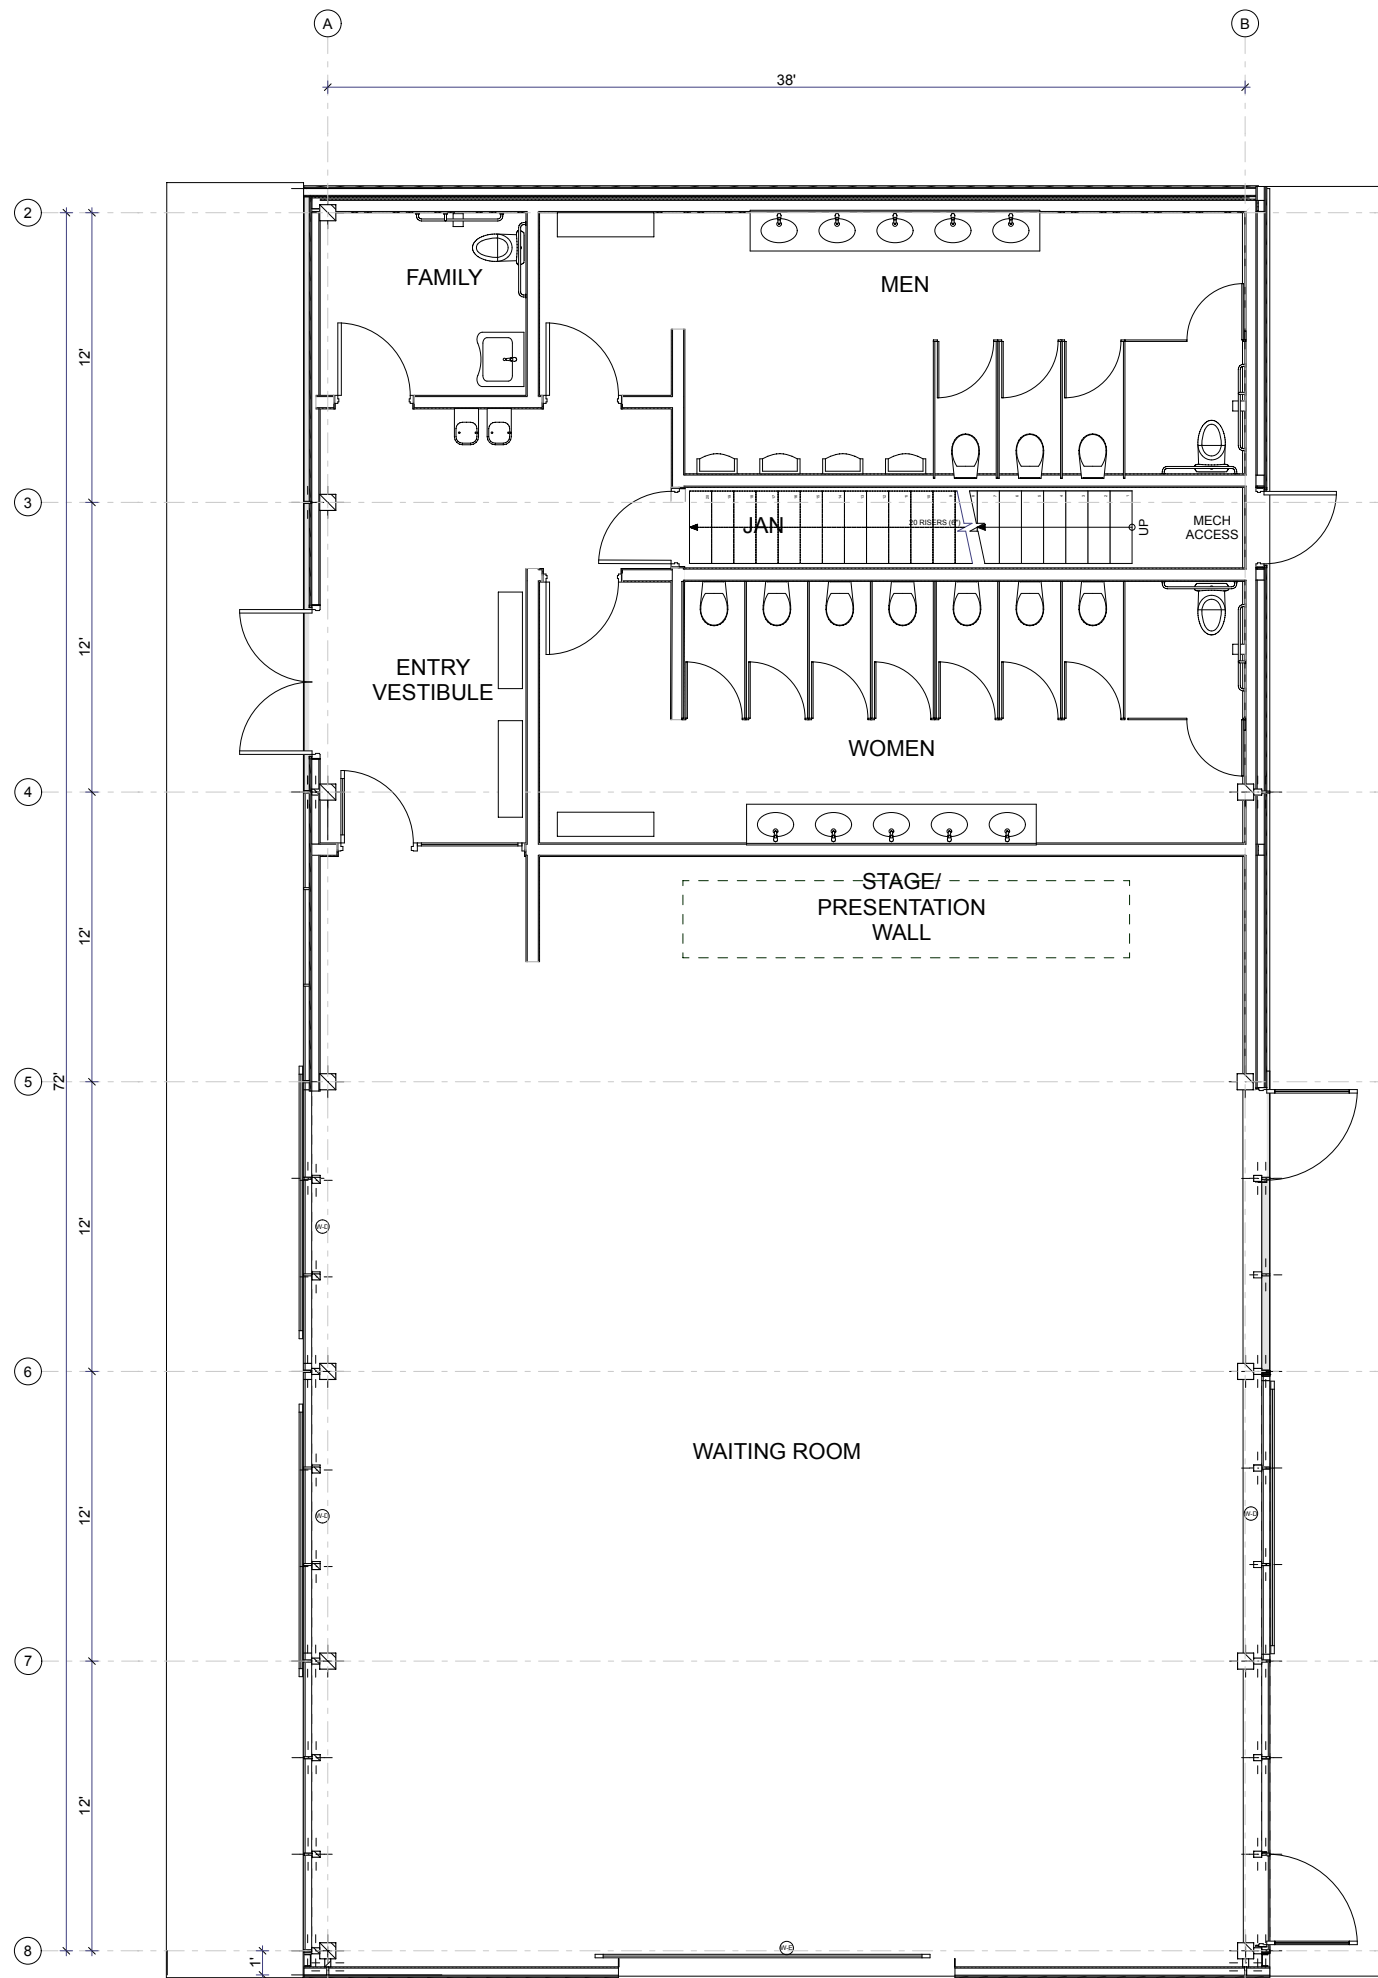 A
B
38'
2
FAMILY
MEN
12'
3
JAN
20 RISERS (6")
UP
MECH
ACCESS
12'
ENTRY
VESTIBULE
WOMEN
4
STAGE/
PRESENTATION
WALL
12'
5
72'
12'
W-D
6
WAITING ROOM
12'
W-D
W-D
7
12'
8
1'
W-E